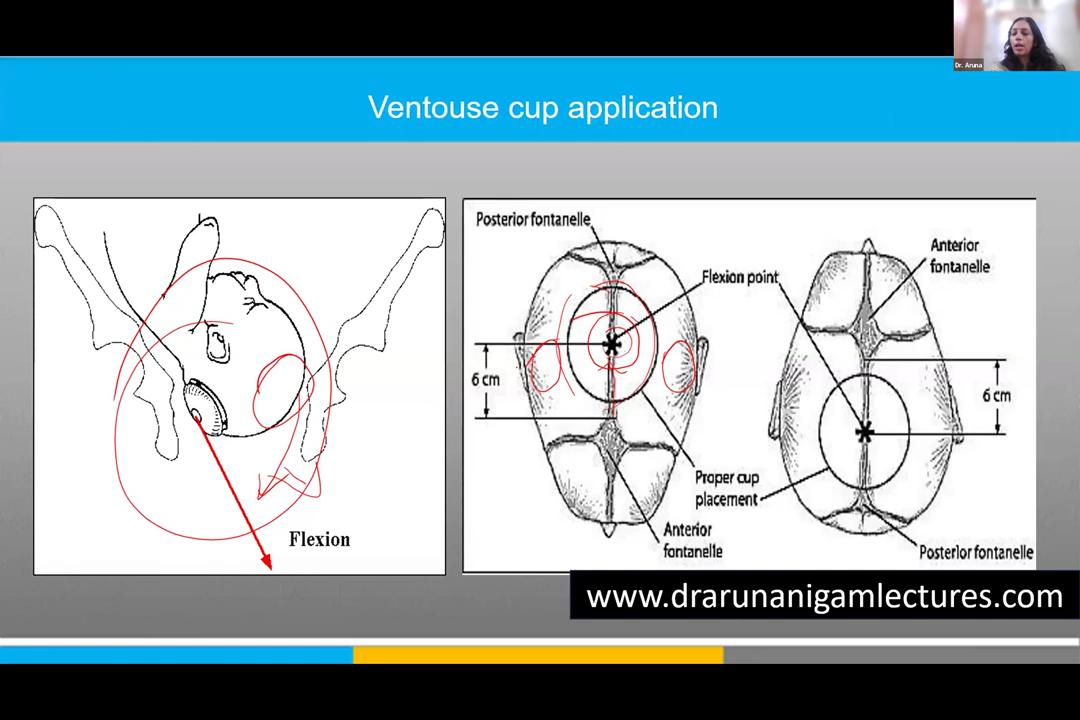 Dr. Aruna
Ventouse cup application
Flexion
Posterior fontanelle
Flexion point
6 cm
Proper cup
placement
Anterior
fontanelle
Anterior
fontanelle
6 cm
Posterior fontanelle
www.drarunanigamlectures.com